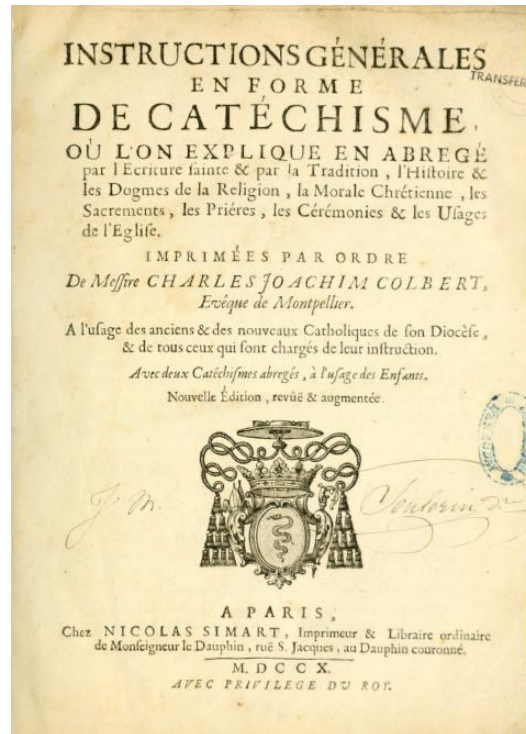 INSTRUCTIONS GÉNÉRALES
TRANSFER
EN FORME
DE CATÉCHISME,
OÙ L'ON EXPLIQUE EN ABREGÉ
par l'Ecriture ſainte & par la Tradition, l'Hiſtoire &
les Dogmes de la Religion, la Morale Chrétienne, les
Sacrements, les Priéres, les Cérémonies & les Uſages
de l'Egliſe.
IMPRIMÉES PAR ORDRE
De Meſſire CHARLES JOACHIM COLBERT,
Evêque de Montpellier.
A l'uſage des anciens & des nouveaux Catholiques de ſon Diocèſe,
& de tous ceux qui ſont chargés de leur inſtruction.
Avec deux Catéchiſmes abregés, à l'uſage des Enfants.
Nouvelle Édition, revûë & augmentée.
J. M.
A PARIS,
Chez NICOLAS SIMART, Imprimeur & Libraire ordinaire
de Monſeigneur le Dauphin, ruë S. Jacques, au Dauphin couronné.
M. DCCX.
AVEC PRIVILEGE DU ROY.